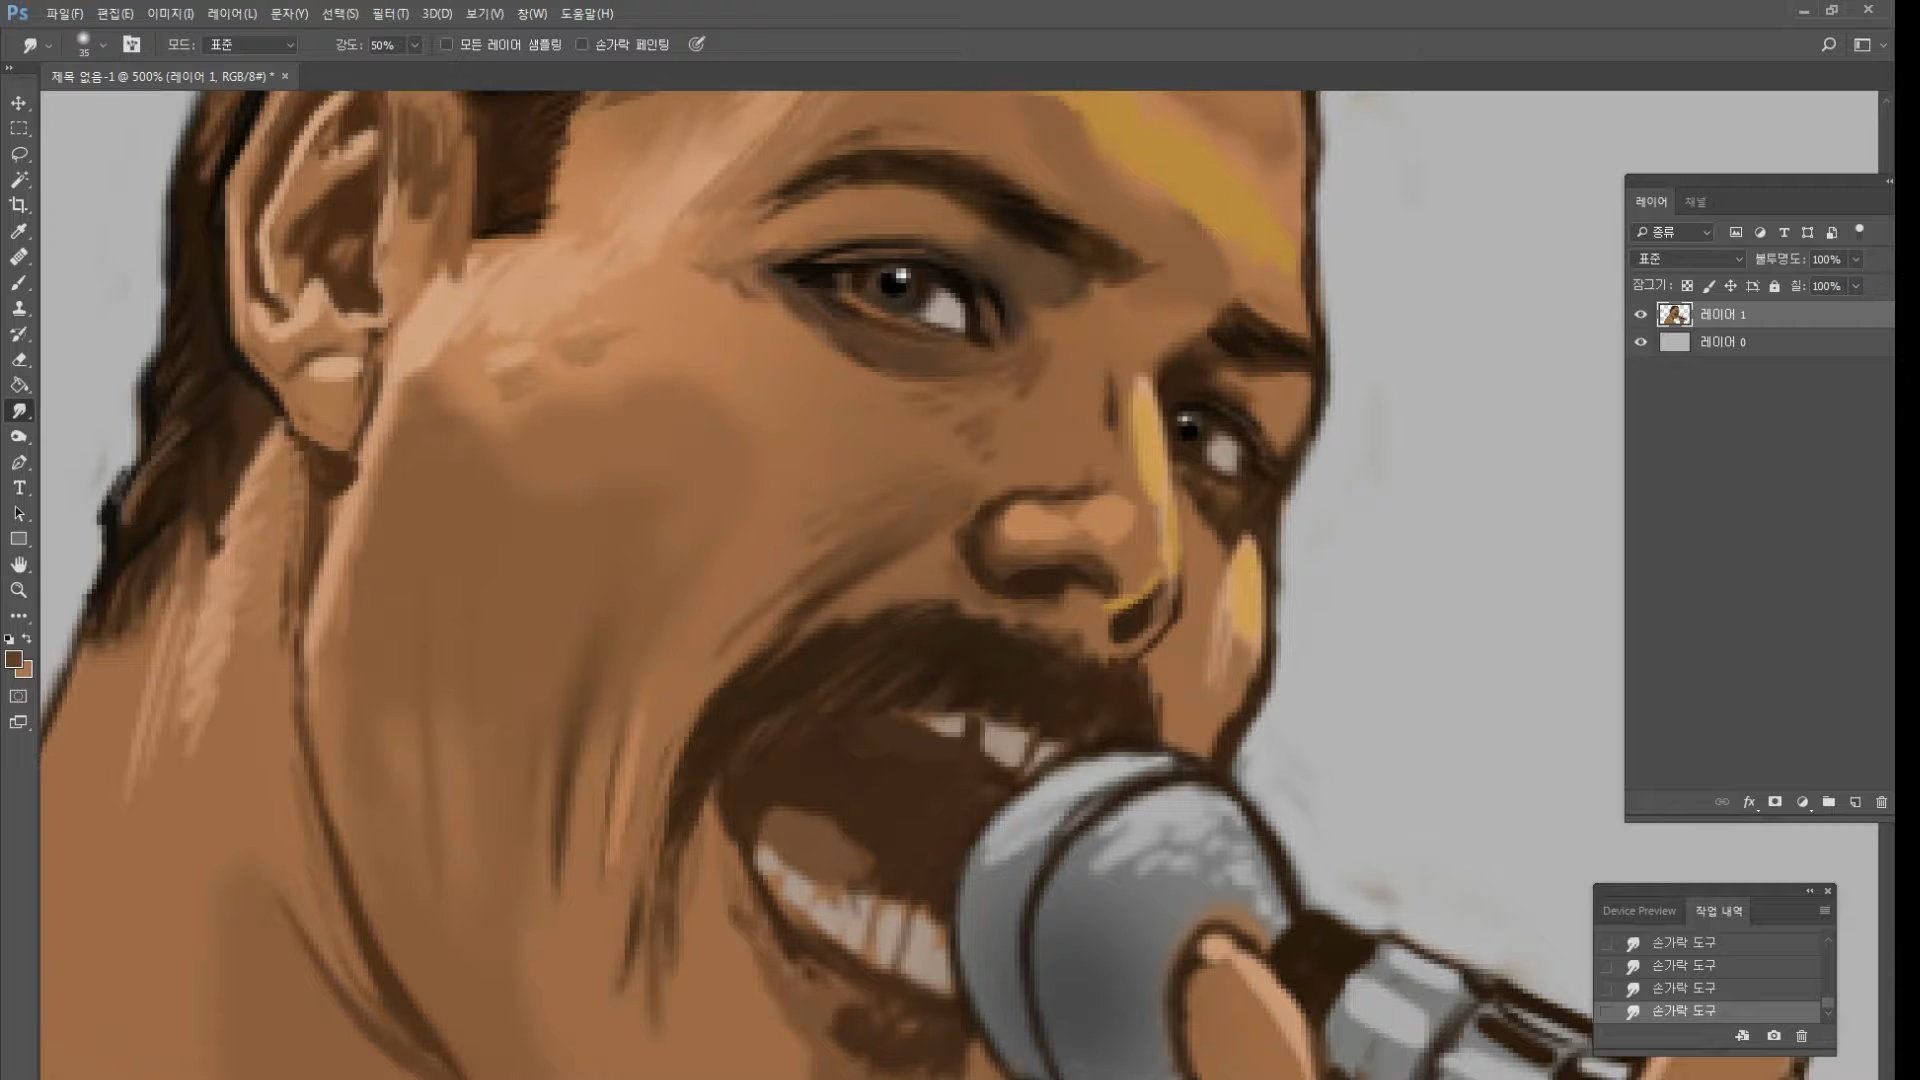 Ps 파일(F) 편집(E) 이미지(I) 레이어(L) 문자(Y) 선택(S) 필터(T) 3D(D) 보기(V) 창(W) 도움말(H)
35 모드: 표준 강도: 50% 모든 레이어 샘플링 손가락 페인팅
제목 없음-1 @ 500% (레이어 1, RGB/8#) *
레이어 채널
종류
표준 불투명도: 100%
잠그기: 칠: 100%
레이어 1
레이어 0
fx
Device Preview 작업 내역
손가락 도구
손가락 도구
손가락 도구
손가락 도구